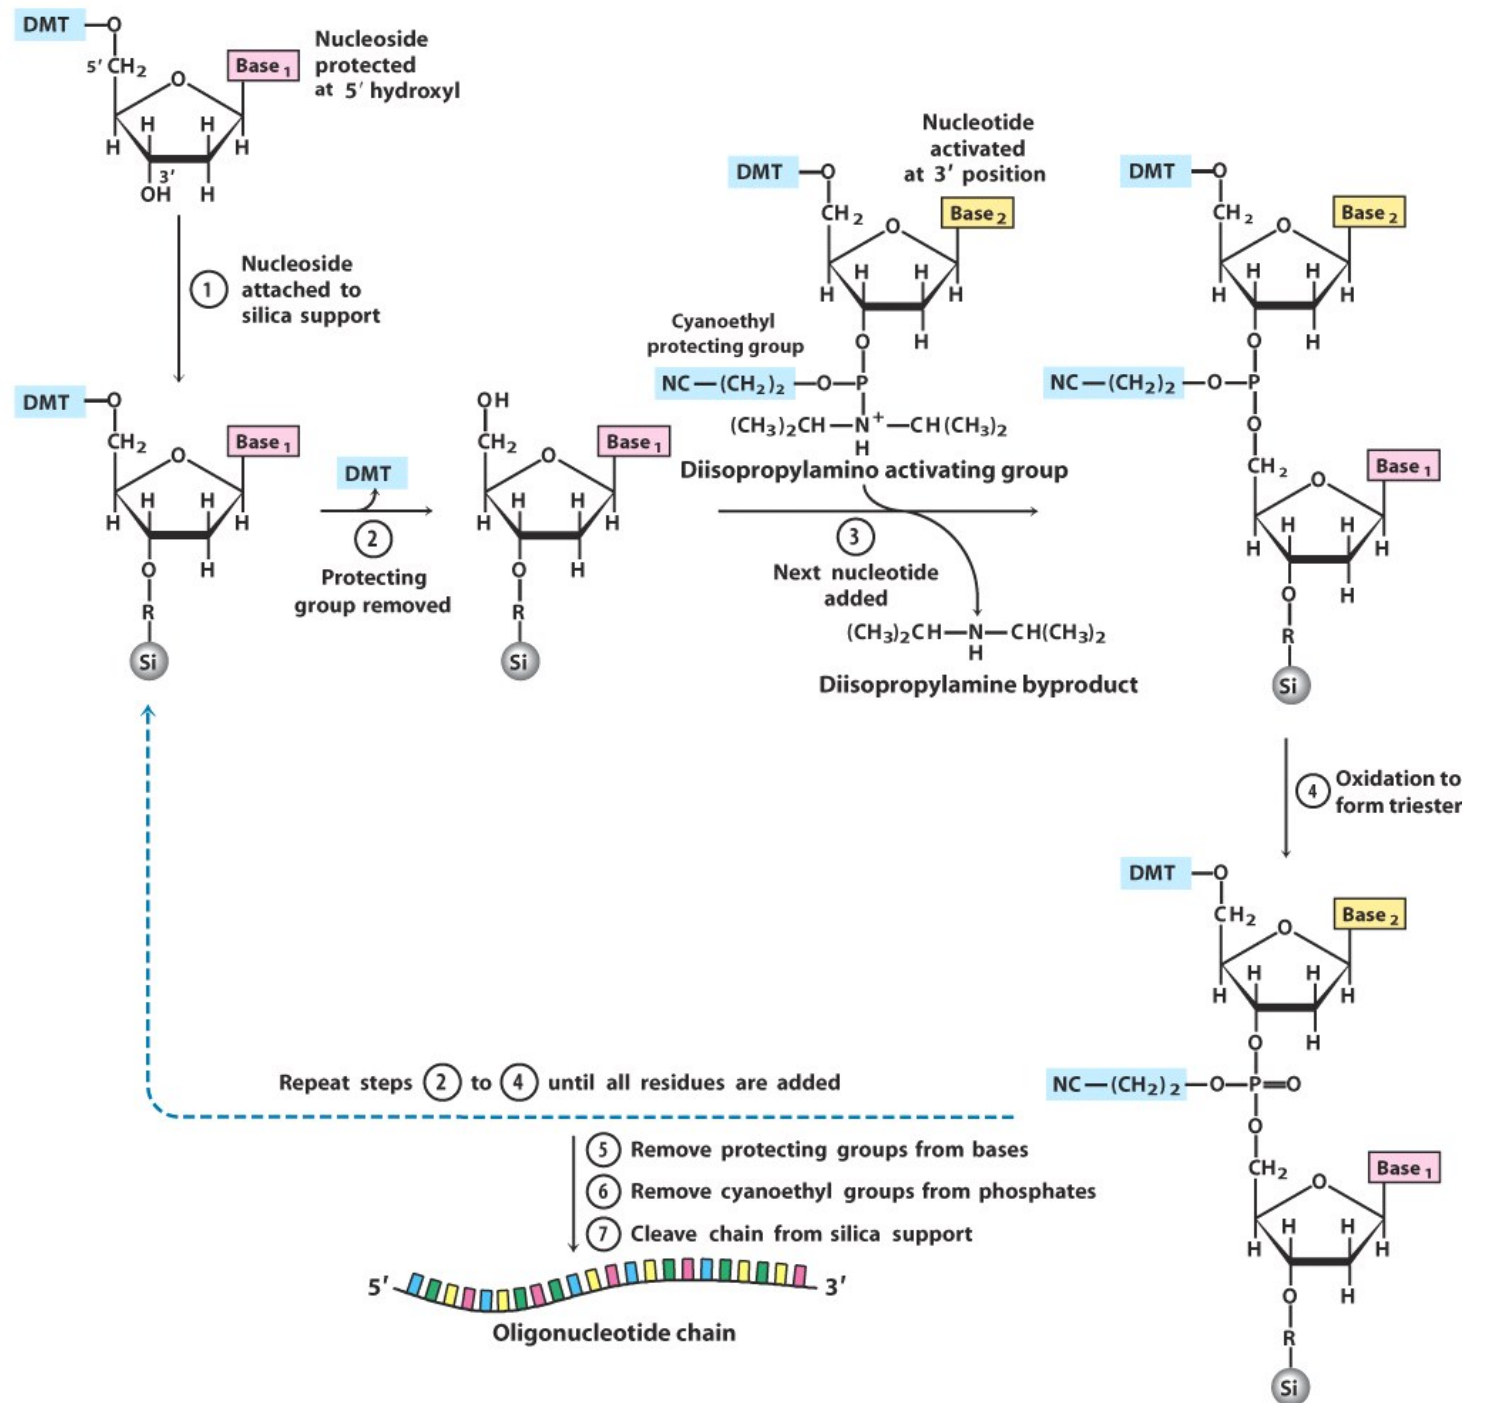 DMT—O
5′ CH2
O
Base1
H H
H H
3′
OH H
Nucleoside
protected
at 5′ hydroxyl
1
Nucleoside
attached to
silica support
DMT—O
CH2
O
Base1
H H
H H
O H
R
Si
DMT
2
Protecting
group removed
OH
CH2
O
Base1
H H
H H
O H
R
Si
Nucleotide
activated
at 3′ position
DMT—O
CH2
O
Base2
H H
H H
O H
Cyanoethyl
protecting group
NC—(CH2)2—O—P
(CH3)2CH—N+—CH(CH3)2
H
Diisopropylamino activating group
3
Next nucleotide
added
(CH3)2CH—N—CH(CH3)2
H
Diisopropylamine byproduct
DMT—O
CH2
O
Base2
H H
H H
O H
NC—(CH2)2—O—P
O
CH2
O
Base1
H H
H H
O H
R
Si
4
Oxidation to
form triester
DMT—O
CH2
O
Base2
H H
H H
O H
NC—(CH2)2—O—P=O
O
CH2
O
Base1
H H
H H
O H
R
Si
Repeat steps 2 to 4 until all residues are added
5 Remove protecting groups from bases
6 Remove cyanoethyl groups from phosphates
7 Cleave chain from silica support
5′ 3′
Oligonucleotide chain